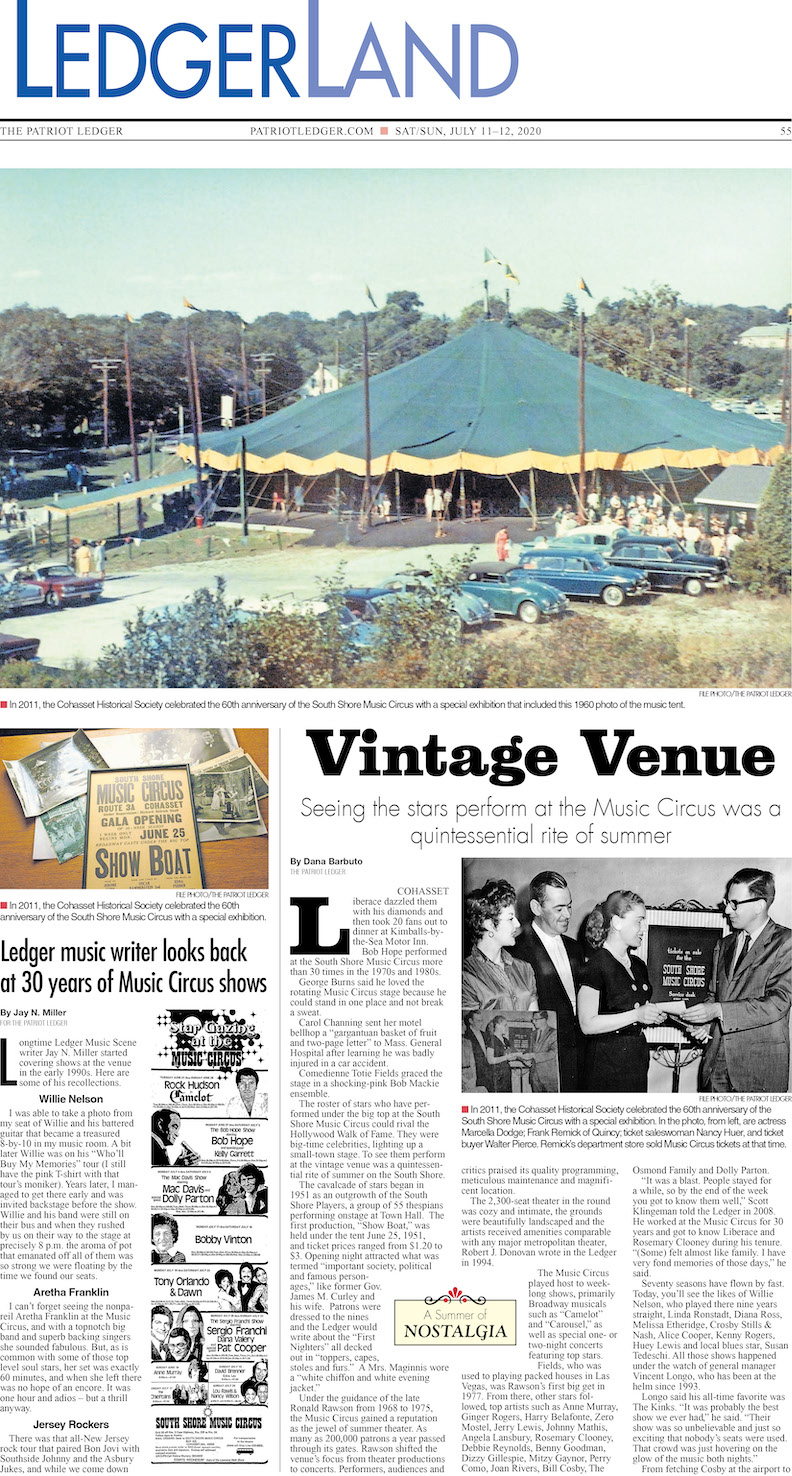 LEDGERLAND
THE PATRIOT LEDGER
PATRIOTLEDGER.COM ■ SAT/SUN, JULY 11–12, 2020
55
FILE PHOTO/THE PATRIOT LEDGER
■ In 2011, the Cohasset Historical Society celebrated the 60th anniversary of the South Shore Music Circus with a special exhibition that included this 1960 photo of the music tent.
SOUTH SHORE
MUSIC CIRCUS
ROUTE 3A COHASSET
GALA OPENING
JUNE 25
SHOW BOAT
FILE PHOTO/THE PATRIOT LEDGER
■ In 2011, the Cohasset Historical Society celebrated the 60th
anniversary of the South Shore Music Circus with a special exhibition.
Ledger music writer looks back
at 30 years of Music Circus shows
By Jay N. Miller
FOR THE PATRIOT LEDGER
Longtime Ledger Music Scene
writer Jay N. Miller started
covering shows at the venue
in the early 1990s. Here are
some of his recollections.
Willie Nelson
I was able to take a photo from
my seat of Willie and his battered
guitar that became a treasured
8-by-10 in my music room. A bit
later Willie was on his “Who’ll
Buy My Memories” tour (I still
have the pink T-shirt with that
tour’s moniker). Years later, I man-
aged to get there early and was
invited backstage before the show.
Willie and his band were still on
their bus and when they rushed
by us on their way to the stage at
precisely 8 p.m. the aroma of pot
that emanated off all of them was
so strong we were floating by the
time we found our seats.
Aretha Franklin
I can’t forget seeing the nonpa-
reil Aretha Franklin at the Music
Circus, and with a topnotch big
band and superb backing singers
she sounded fabulous. But, as is
common with some of those top
level soul stars, her set was exactly
60 minutes, and when she left there
was no hope of an encore. It was
one hour and adios – but a thrill
anyway.
Jersey Rockers
There was that all-New Jersey
rock tour that paired Bon Jovi with
Southside Johnny and the Asbury
Jukes, and while we come down
Star Gazing
at the
MUSIC CIRCUS
Rock Hudson
Camelot
The Bob Hope Show
Bob Hope
Kelly Garrett
The Mac Davis Show
Mac Davis
Dolly Parton
Bobby Vinton
Tony Orlando
& Dawn
The Sergio Franchi Show
Sergio Franchi
Dana Valery
Pat Cooper
Anne Murray
David Brenner
Chieftains
Lou Rawls &
Nancy Wilson
SOUTH SHORE MUSIC CIRCUS
Vintage Venue
Seeing the stars perform at the Music Circus was a
quintessential rite of summer
By Dana Barbuto
THE PATRIOT LEDGER
COHASSET
Liberace dazzled them
with his diamonds and
then took 20 fans out to
dinner at Kimballs-by-
the-Sea Motor Inn.
Bob Hope performed
at the South Shore Music Circus more
than 30 times in the 1970s and 1980s.
George Burns said he loved the
rotating Music Circus stage because he
could stand in one place and not break
a sweat.
Carol Channing sent her motel
bellhop a “gargantuan basket of fruit
and two-page letter” to Mass. General
Hospital after learning he was badly
injured in a car accident.
Comedienne Totie Fields graced the
stage in a shocking-pink Bob Mackie
ensemble.
The roster of stars who have per-
formed under the big top at the South
Shore Music Circus could rival the
Hollywood Walk of Fame. They were
big-time celebrities, lighting up a
small-town stage. To see them perform
at the vintage venue was a quintessen-
tial rite of summer on the South Shore.
The cavalcade of stars began in
1951 as an outgrowth of the South
Shore Players, a group of 55 thespians
performing onstage at Town Hall. The
first production, “Show Boat,” was
held under the tent June 25, 1951,
and ticket prices ranged from $1.20 to
$3. Opening night attracted what was
termed “important society, political
and famous person-
ages,” like former Gov.
James M. Curley and
his wife. Patrons were
dressed to the nines
and the Ledger would
write about the “First
Nighters” all decked
out in “toppers, capes,
stoles and furs.” A Mrs. Maginnis wore
a “white chiffon and white evening
jacket.”
Under the guidance of the late
Ronald Rawson from 1968 to 1975,
the Music Circus gained a reputation
as the jewel of summer theater. As
many as 200,000 patrons a year passed
through its gates. Rawson shifted the
venue’s focus from theater productions
to concerts. Performers, audiences and
tickets on sale
for the
SOUTH SHORE
MUSIC CIRCUS
Service desk
FILE PHOTO/THE PATRIOT LEDGER
■ In 2011, the Cohasset Historical Society celebrated the 60th anniversary of the
South Shore Music Circus with a special exhibition. In the photo, from left, are actress
Marcella Dodge; Frank Remick of Quincy; ticket saleswoman Nancy Huer, and ticket
buyer Walter Pierce. Remick’s department store sold Music Circus tickets at that time.
critics praised its quality programming,
meticulous maintenance and magnifi-
cent location.
The 2,300-seat theater in the round
was cozy and intimate, the grounds
were beautifully landscaped and the
artists received amenities comparable
with any major metropolitan theater,
Robert J. Donovan wrote in the Ledger
in 1994.
The Music Circus
played host to week-
long shows, primarily
Broadway musicals
such as “Camelot”
and “Carousel,” as
well as special one- or
two-night concerts
featuring top stars.
Fields, who was
used to playing packed houses in Las
Vegas, was Rawson’s first big get in
1977. From there, other stars fol-
lowed, top artists such as Anne Murray,
Ginger Rogers, Harry Belafonte, Zero
Mostel, Jerry Lewis, Johnny Mathis,
Angela Lansbury, Rosemary Clooney,
Debbie Reynolds, Benny Goodman,
Dizzy Gillespie, Mitzy Gaynor, Perry
Como, Joan Rivers, Bill Cosby, The
A Summer of
NOSTALGIA
Osmond Family and Dolly Parton.
“It was a blast. People stayed for
a while, so by the end of the week
you got to know them well,” Scott
Klingeman told the Ledger in 2008.
He worked at the Music Circus for 30
years and got to know Liberace and
Rosemary Clooney during his tenure.
“(Some) felt almost like family. I have
very fond memories of those days,” he
said.
Seventy seasons have flown by fast.
Today, you’ll see the likes of Willie
Nelson, who played there nine years
straight, Linda Ronstadt, Diana Ross,
Melissa Etheridge, Crosby Stills &
Nash, Alice Cooper, Kenny Rogers,
Huey Lewis and local blues star, Susan
Tedeschi. All those shows happened
under the watch of general manager
Vincent Longo, who has been at the
helm since 1993.
Longo said his all-time favorite was
The Kinks. “It was probably the best
show we ever had,” he said. “Their
show was so unbelievable and just so
exciting that nobody’s seats were used.
That crowd was just hovering on the
glow of the music both nights.”
From fetching Cosby at the airport to